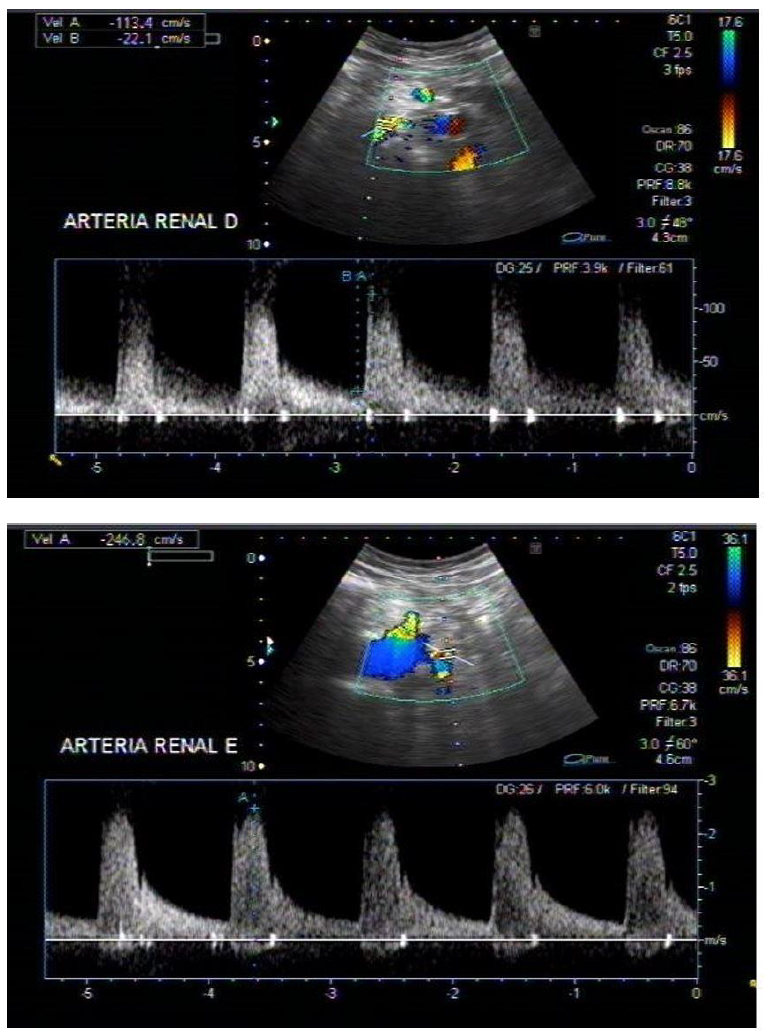 Vel A -113.4 cm/s
Vel B -22.1 cm/s
6C1
T5.0
CF 2.5
3 fps
17.6
0
5
10
Oscan:86
DR:70
CG:38
PRF:8.8k
Filter:3
3.0 48°
4.3cm
17.6
cm/s
ARTERIA RENAL D
B A
DG:25 / PRF:3.9k / Filter:61
-100
-50
cm/s
-5 -4 -3 -2 -1 0
Vel A -246.8 cm/s
6C1
T5.0
CF 2.5
2 fps
36.1
0
5
10
Oscan:86
DR:70
CG:38
PRF:6.7k
Filter:3
3.0 60°
4.6cm
36.1
cm/s
ARTERIA RENAL E
A
DG:26 / PRF:6.0k / Filter:94
-3
-2
-1
m/s
-5 -4 -3 -2 -1 0